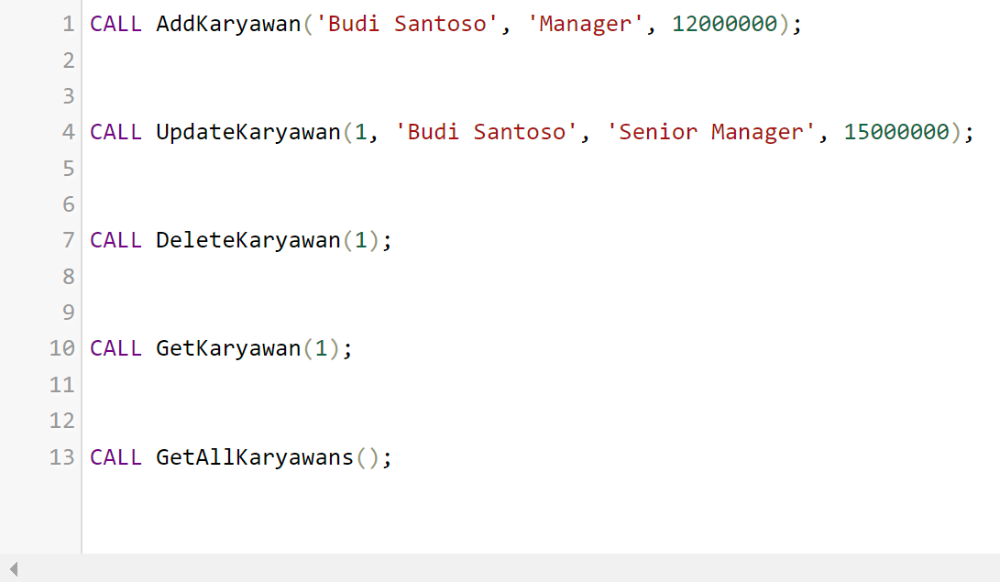 1 CALL AddKaryawan('Budi Santoso', 'Manager', 12000000);
2
3
4 CALL UpdateKaryawan(1, 'Budi Santoso', 'Senior Manager', 15000000);
5
6
7 CALL DeleteKaryawan(1);
8
9
10 CALL GetKaryawan(1);
11
12
13 CALL GetAllKaryawans();